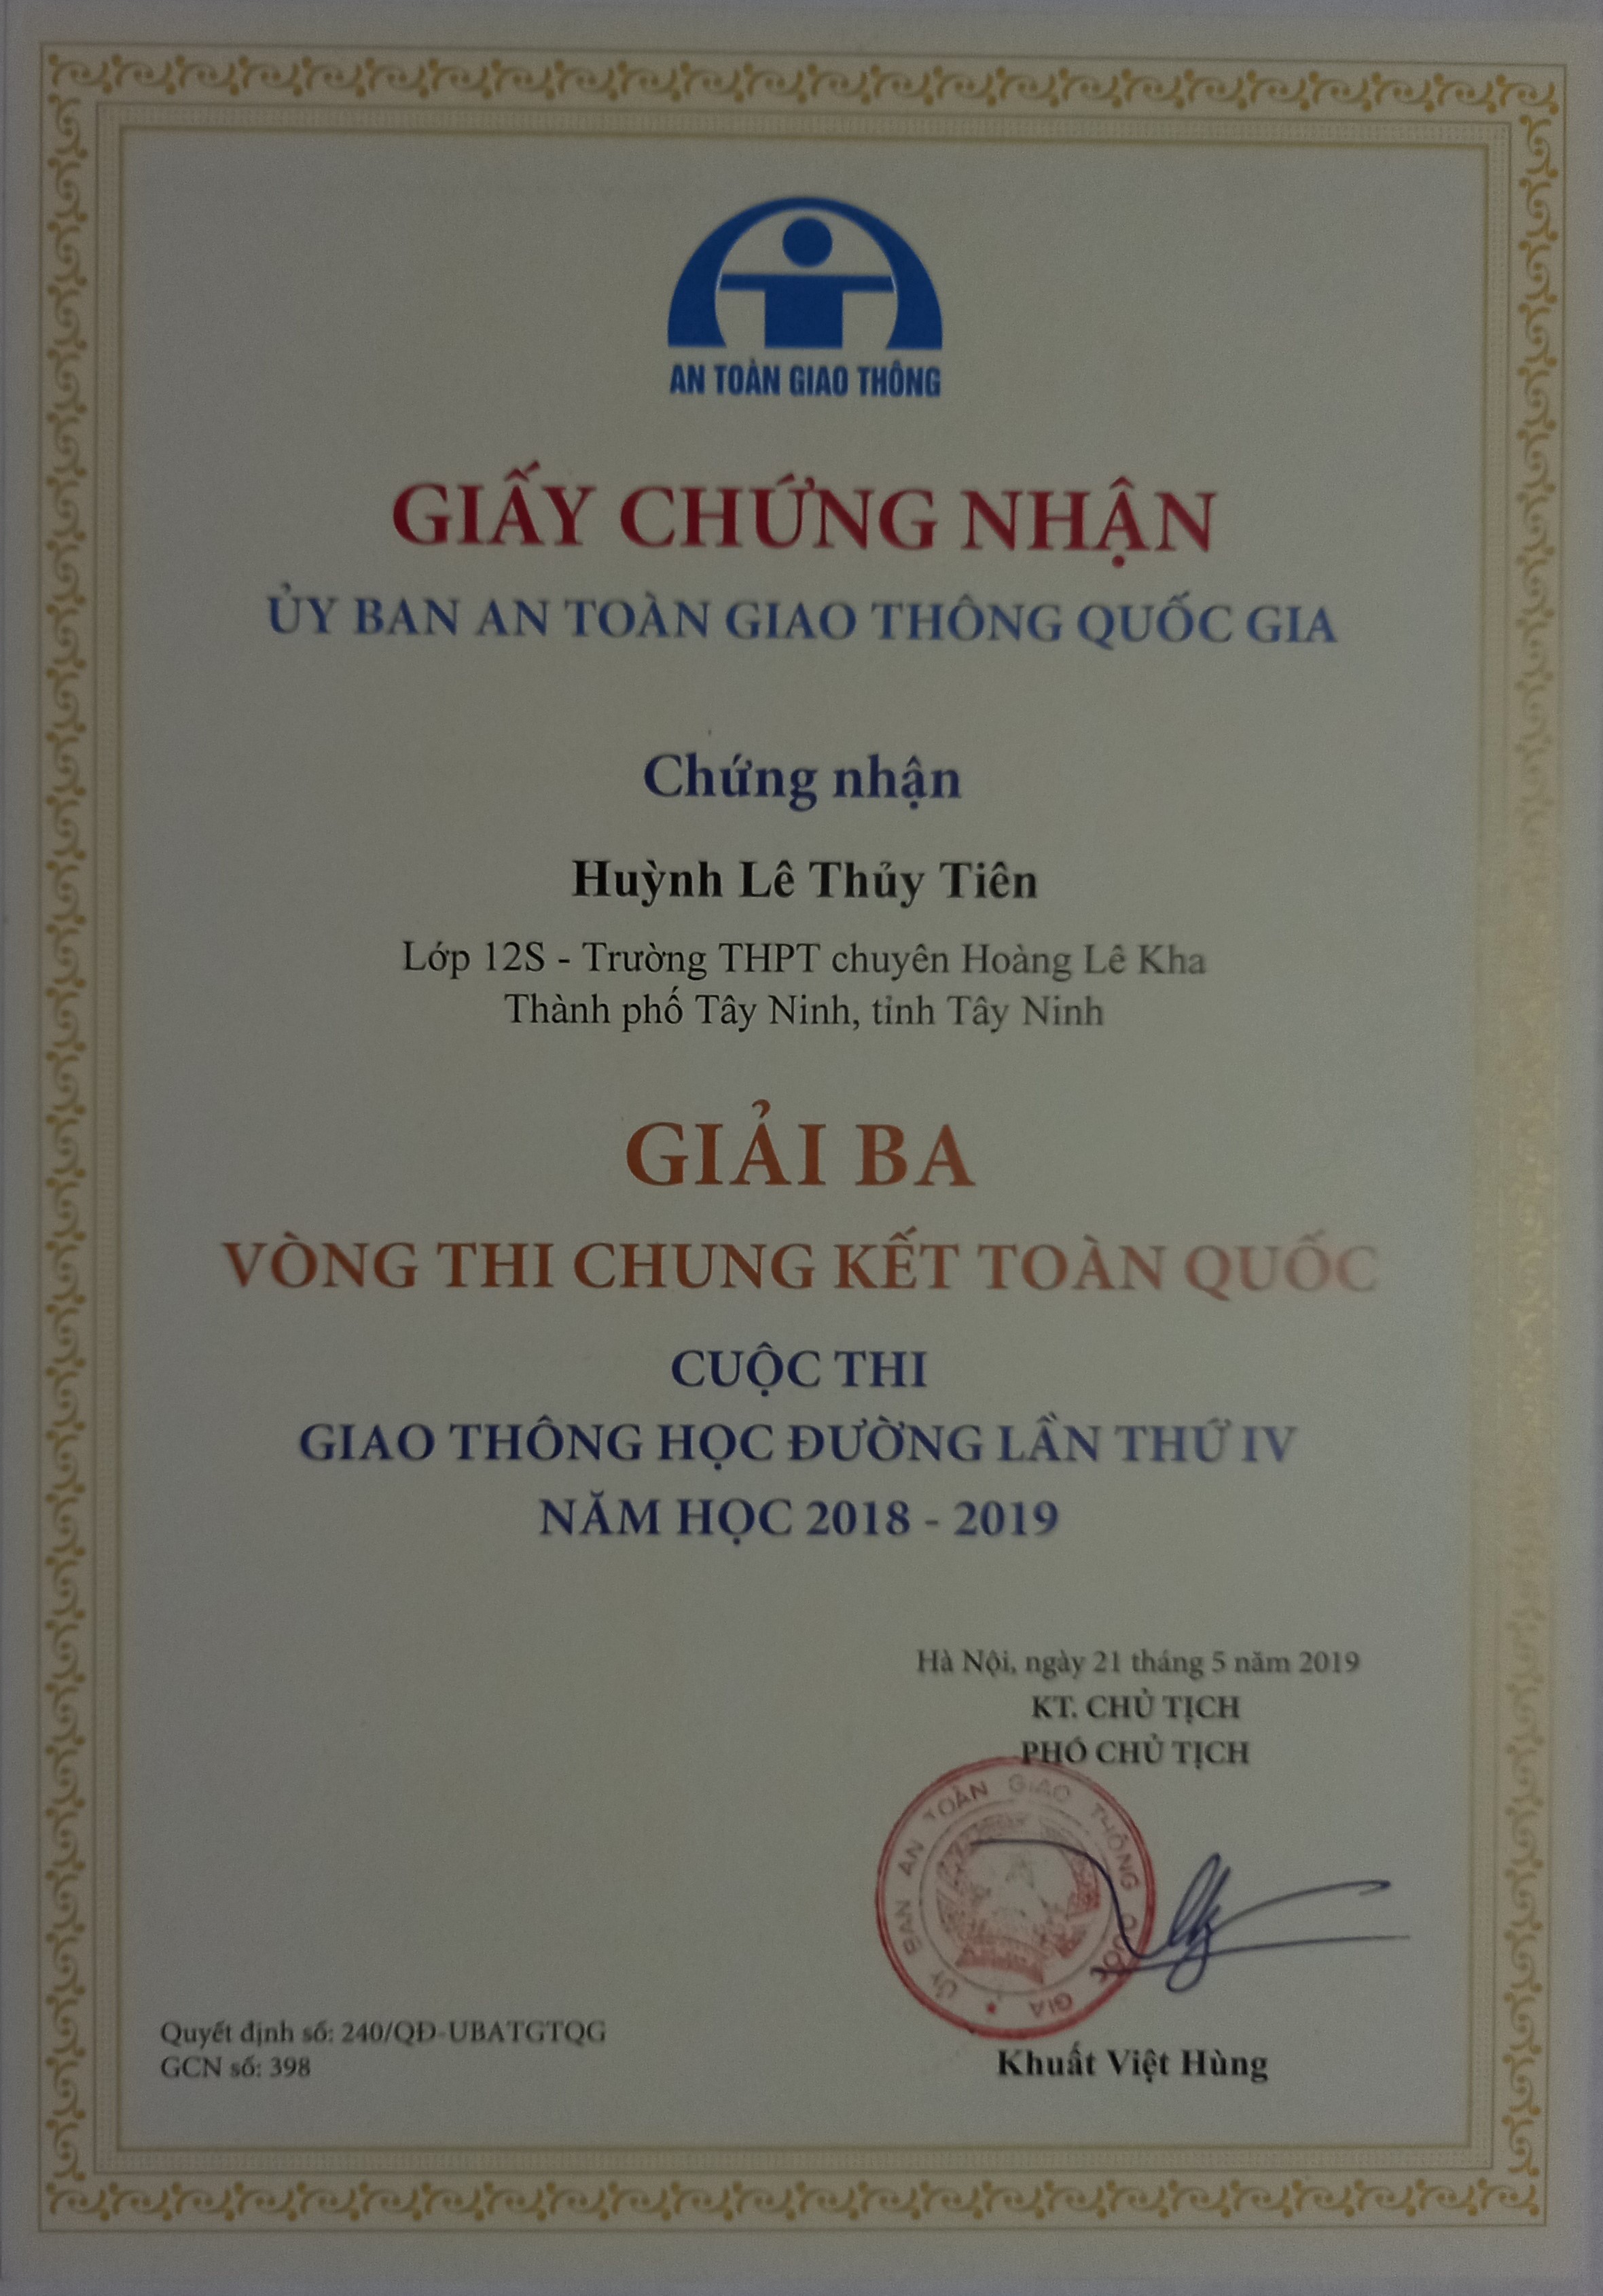 AN TOÀN GIAO THÔNG
GIẤY CHỨNG NHẬN
ỦY BAN AN TOÀN GIAO THÔNG QUỐC GIA
Chứng nhận
Huỳnh Lê Thủy Tiên
Lớp 12S - Trường THPT chuyên Hoàng Lê Kha
Thành phố Tây Ninh, tỉnh Tây Ninh
GIẢI BA
VÒNG THI CHUNG KẾT TOÀN QUỐC
CUỘC THI
GIAO THÔNG HỌC ĐƯỜNG LẦN THỨ IV
NĂM HỌC 2018 - 2019
Hà Nội, ngày 21 tháng 5 năm 2019
KT. CHỦ TỊCH
PHÓ CHỦ TỊCH
ỦY BAN AN TOÀN GIAO THÔNG QUỐC GIA
Khuất Việt Hùng
Quyết định số: 240/QĐ-UBATGTQG
GCN số: 398